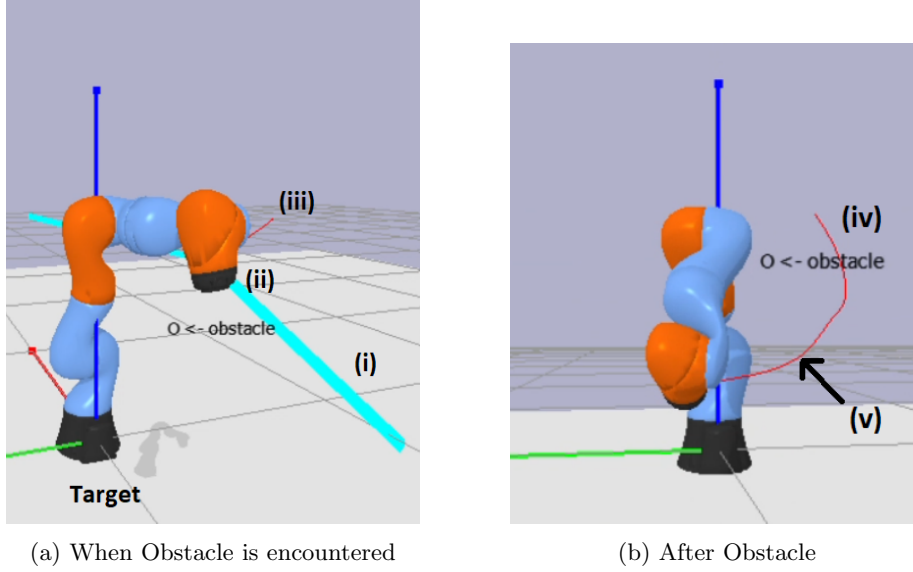 (iii)
(ii)
O <- obstacle
(i)
Target
(a) When Obstacle is encountered
(iv)
O <- obstacle
(v)
(b) After Obstacle